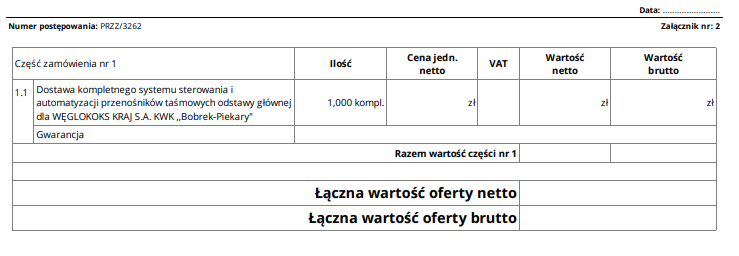 Data: ........................
Numer postępowania: PRZZ/3262 Załącznik nr: 2
Część zamówienia nr 1 Ilość Cena jedn. netto VAT Wartość netto Wartość brutto
1.1 Dostawa kompletnego systemu sterowania i
automatyzacji przenośników taśmowych odstawy głównej
dla WĘGLOKOKS KRAJ S.A. KWK ,,Bobrek-Piekary" 1,000 kompl. zł zł zł
Gwarancja
Razem wartość części nr 1
Łączna wartość oferty netto
Łączna wartość oferty brutto